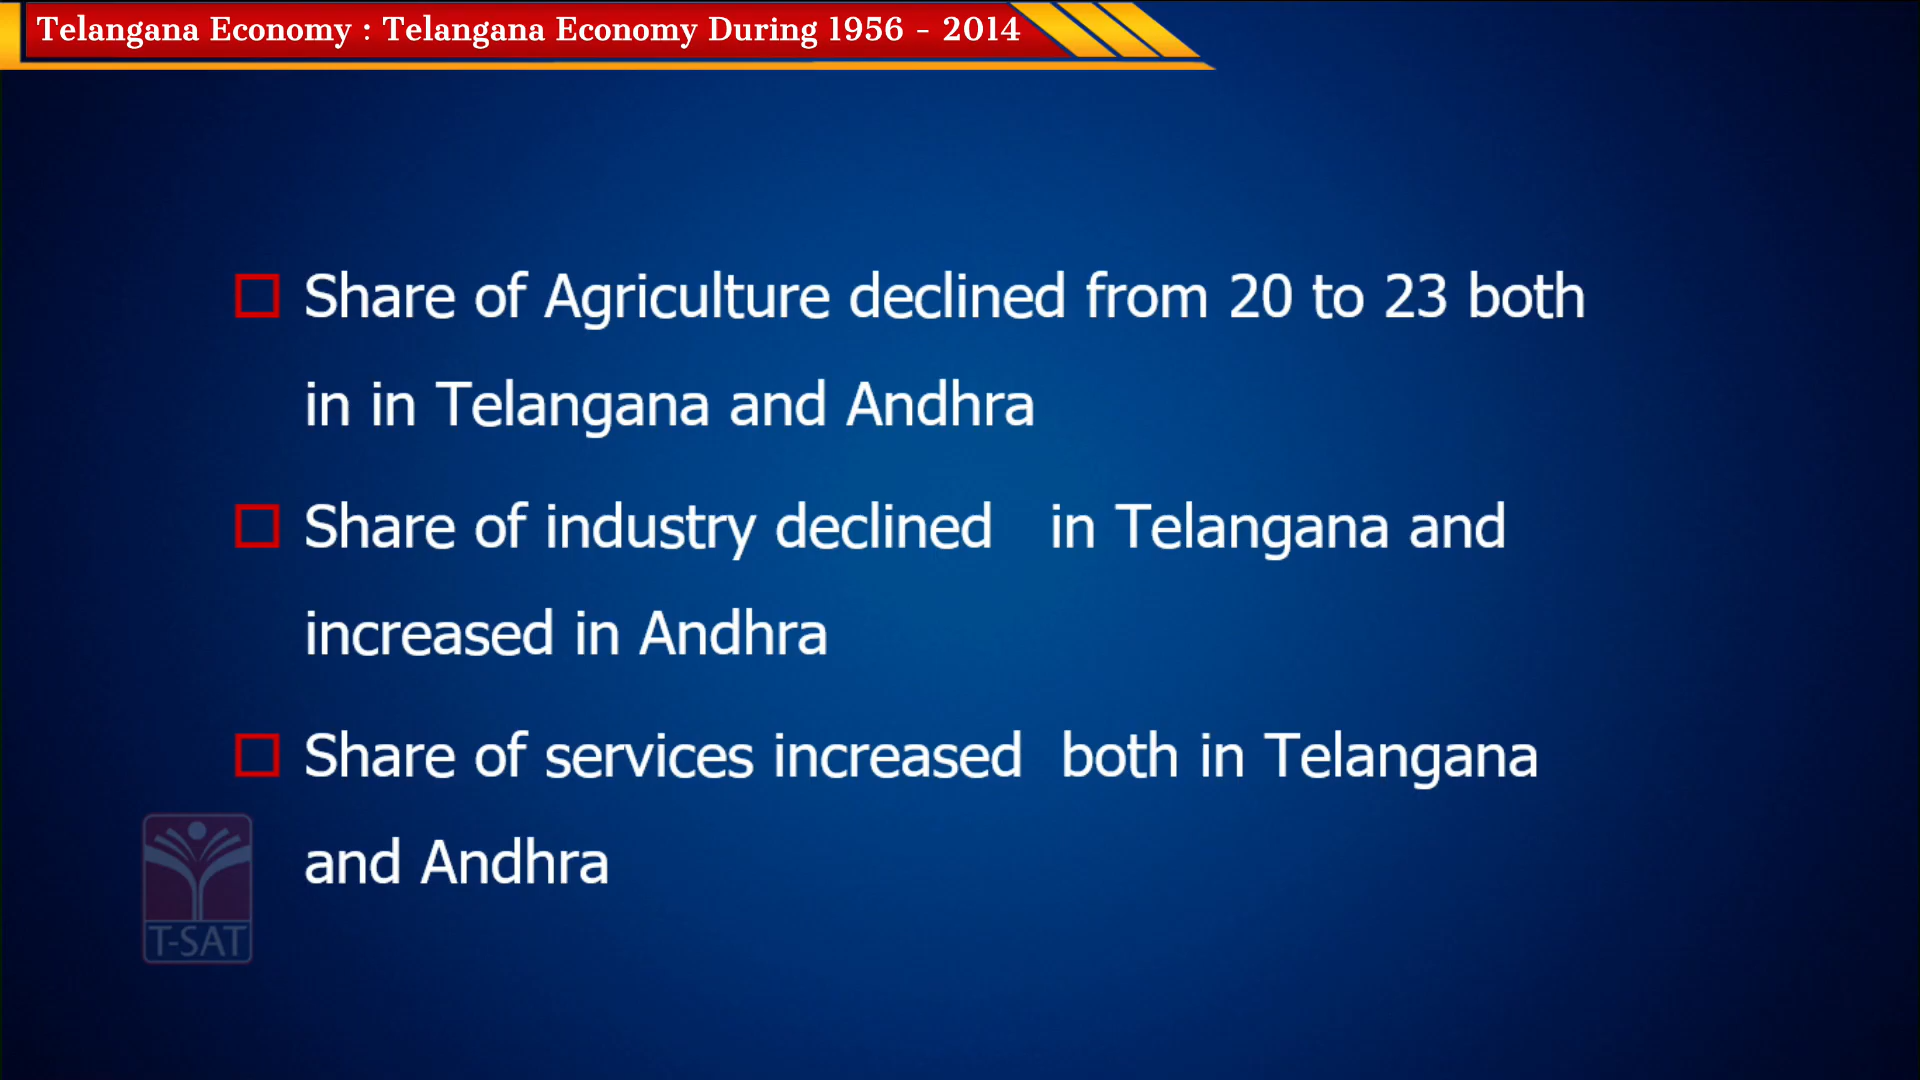 Telangana Economy : Telangana Economy During 1956 - 2014
Share of Agriculture declined from 20 to 23 both
in in Telangana and Andhra
Share of industry declined in Telangana and
increased in Andhra
Share of services increased both in Telangana
and Andhra
T-SAT